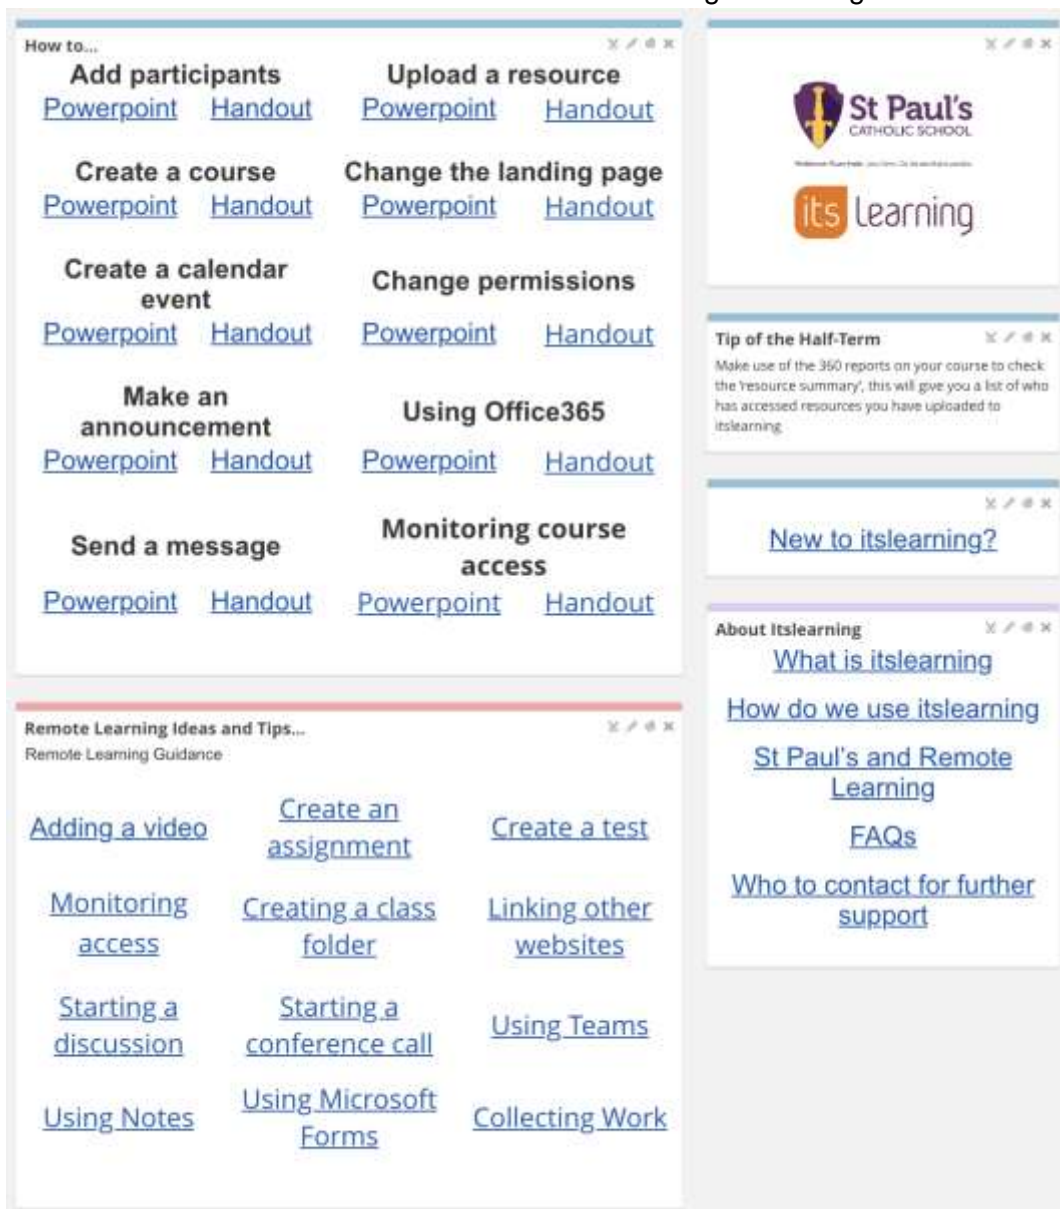 How to...
Add participants
Powerpoint Handout
Upload a resource
Powerpoint Handout
Create a course
Powerpoint Handout
Change the landing page
Powerpoint Handout
Create a calendar
event
Powerpoint Handout
Change permissions
Powerpoint Handout
Make an
announcement
Powerpoint Handout
Using Office365
Powerpoint Handout
Send a message
Powerpoint Handout
Monitoring course
access
Powerpoint Handout
Remote Learning Ideas and Tips...
Remote Learning Guidance
Adding a video
Create an
assignment
Create a test
Monitoring
access
Creating a class
folder
Linking other
websites
Starting a
discussion
Starting a
conference call
Using Teams
Using Notes
Using Microsoft
Forms
Collecting Work
St Paul's
CATHOLIC SCHOOL
its learning
Tip of the Half-Term
Make use of the 360 reports on your course to check
the 'resource summary', this will give you a list of who
has accessed resources you have uploaded to
itslearning
New to itslearning?
About Itslearning
What is itslearning
How do we use itslearning
St Paul's and Remote
Learning
FAQs
Who to contact for further
support